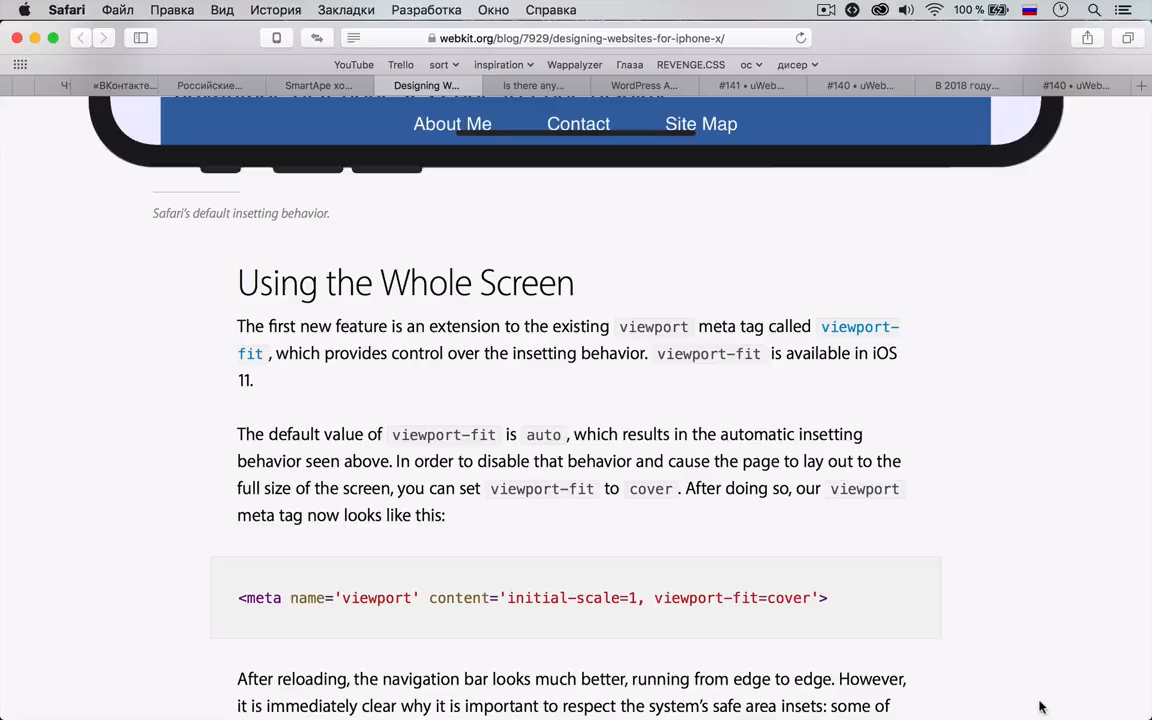 Safari Файл Правка Вид История Закладки Разработка Окно Справка 100 %
webkit.org/blog/7929/designing-websites-for-iphone-x/
YouTube Trello sort inspiration Wappalyzer Глаза REVENGE.CSS ос дисер
Чт «ВКонтакте... Российские... SmartApe хо... Designing W... Is there any... WordPress A... #141 – uWeb... #140 – uWeb... В 2018 году... #140 – uWeb...
About Me Contact Site Map
Safari's default insetting behavior.
Using the Whole Screen
The first new feature is an extension to the existing viewport meta tag called viewport-
fit, which provides control over the insetting behavior. viewport-fit is available in iOS
11.
The default value of viewport-fit is auto, which results in the automatic insetting
behavior seen above. In order to disable that behavior and cause the page to lay out to the
full size of the screen, you can set viewport-fit to cover. After doing so, our viewport
meta tag now looks like this:
<meta name='viewport' content='initial-scale=1, viewport-fit=cover'>
After reloading, the navigation bar looks much better, running from edge to edge. However,
it is immediately clear why it is important to respect the system's safe area insets: some of